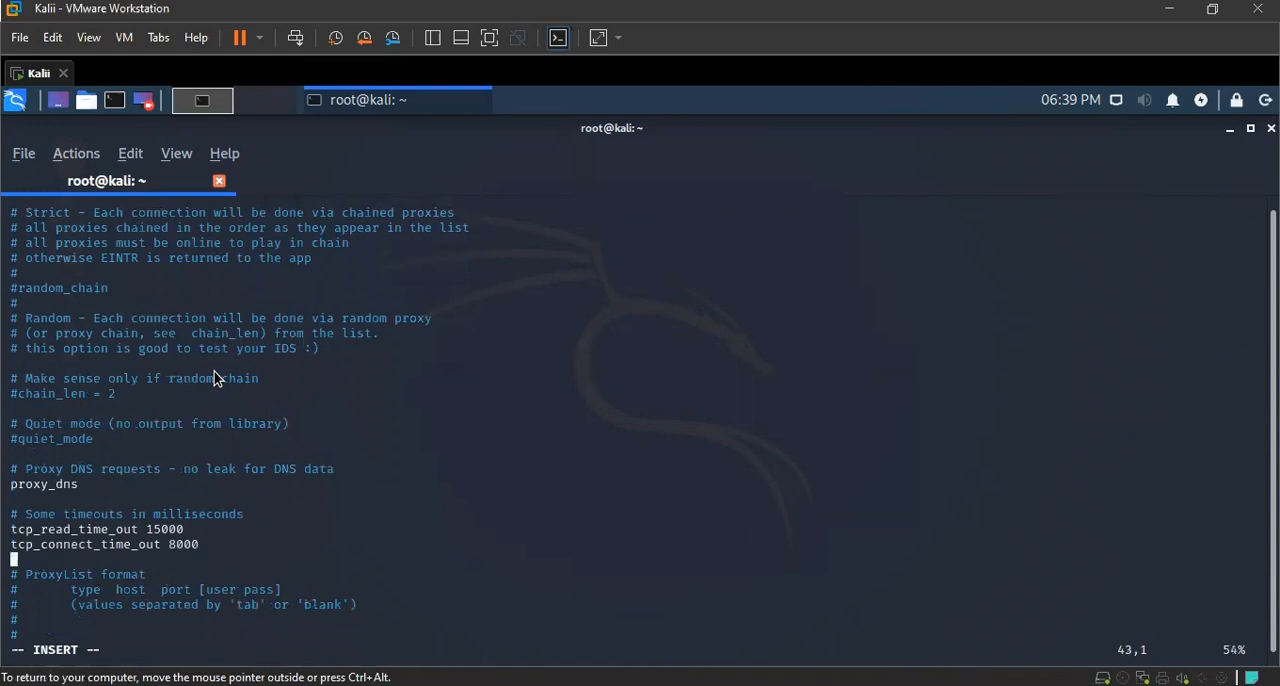 Kalii - VMware Workstation
File Edit View VM Tabs Help
Kalii
root@kali: ~
06:39 PM
root@kali: ~
File Actions Edit View Help
root@kali: ~
# Strict - Each connection will be done via chained proxies
# all proxies chained in the order as they appear in the list
# all proxies must be online to play in chain
# otherwise EINTR is returned to the app
#
#random_chain
#
# Random - Each connection will be done via random proxy
# (or proxy chain, see  chain_len) from the list.
# this option is good to test your IDS :)
# Make sense only if random_chain
#chain_len = 2
# Quiet mode (no output from library)
#quiet_mode
# Proxy DNS requests - no leak for DNS data
proxy_dns
# Some timeouts in milliseconds
tcp_read_time_out 15000
tcp_connect_time_out 8000
# ProxyList format
#       type  host  port [user pass]
#       (values separated by 'tab' or 'blank')
#
#
-- INSERT -- 43,1 54%
To return to your computer, move the mouse pointer outside or press Ctrl+Alt.